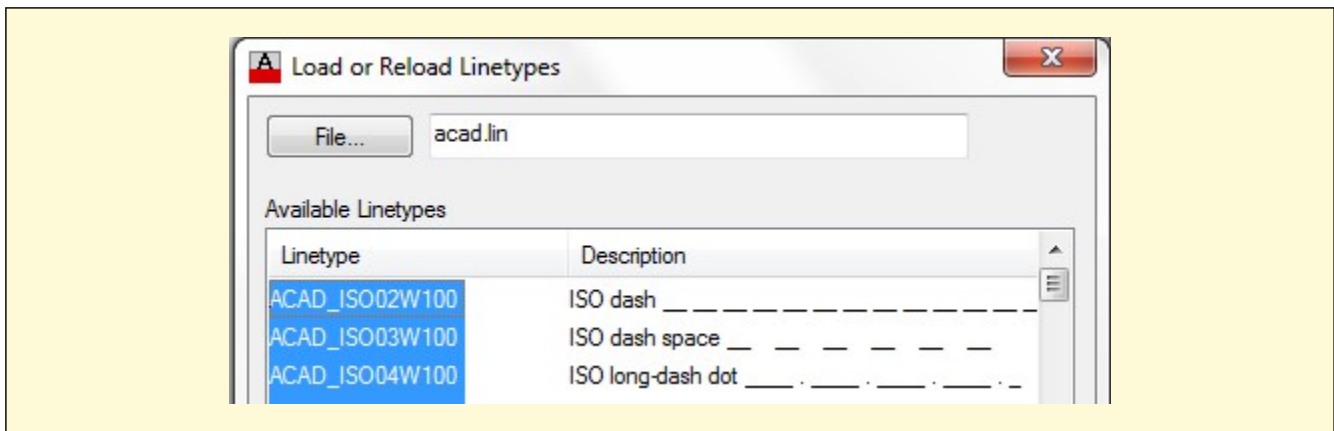 Load or Reload Linetypes
File... acad.lin
Available Linetypes
Linetype Description
ACAD_ISO02W100 ISO dash __ __ __ __ __ __ __ __ __ __ __ __ __
ACAD_ISO03W100 ISO dash space __    __    __    __    __    __
ACAD_ISO04W100 ISO long-dash dot ____ . ____ . ____ . ____ . _